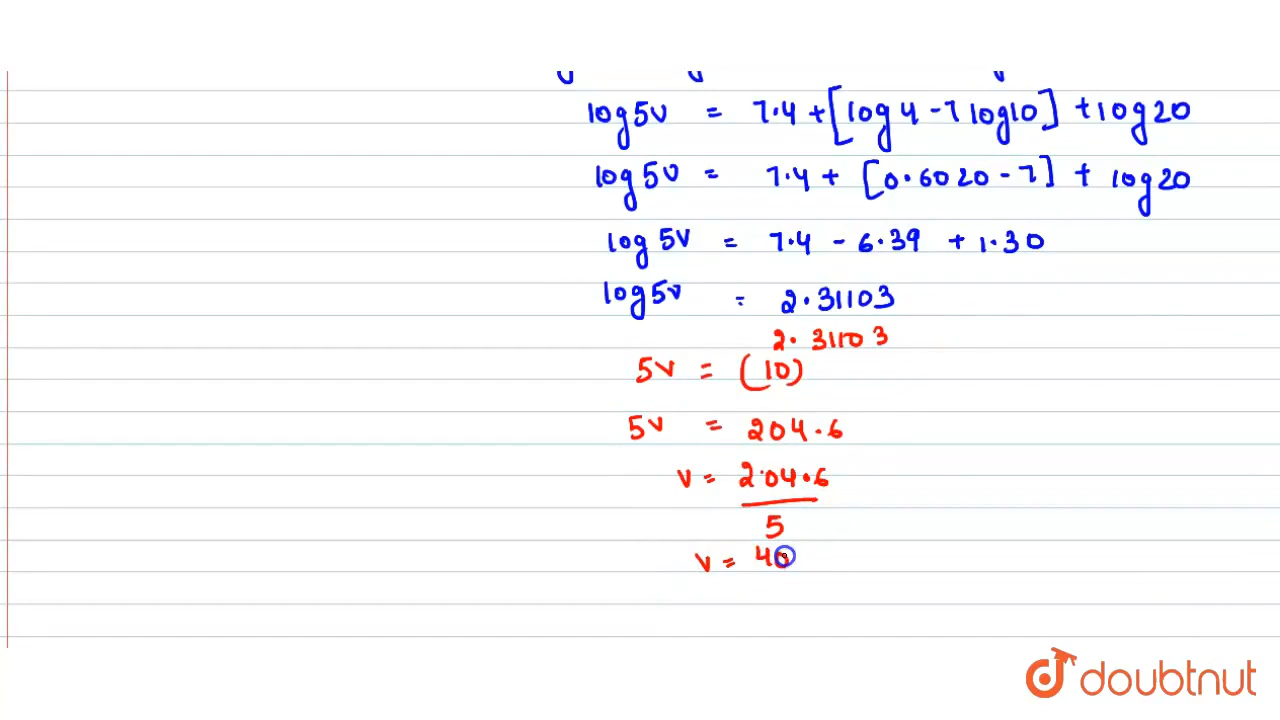 log5v = 7.4 + [log4 - 7 log10] + log20
log5v = 7.4 + [0.6020 - 7] + log20
log5v = 7.4 - 6.39 + 1.30
log5v = 2.31103
2.31103
5v = (10)
5v = 204.6
v = 204.6
5
v = 40
doubtnut